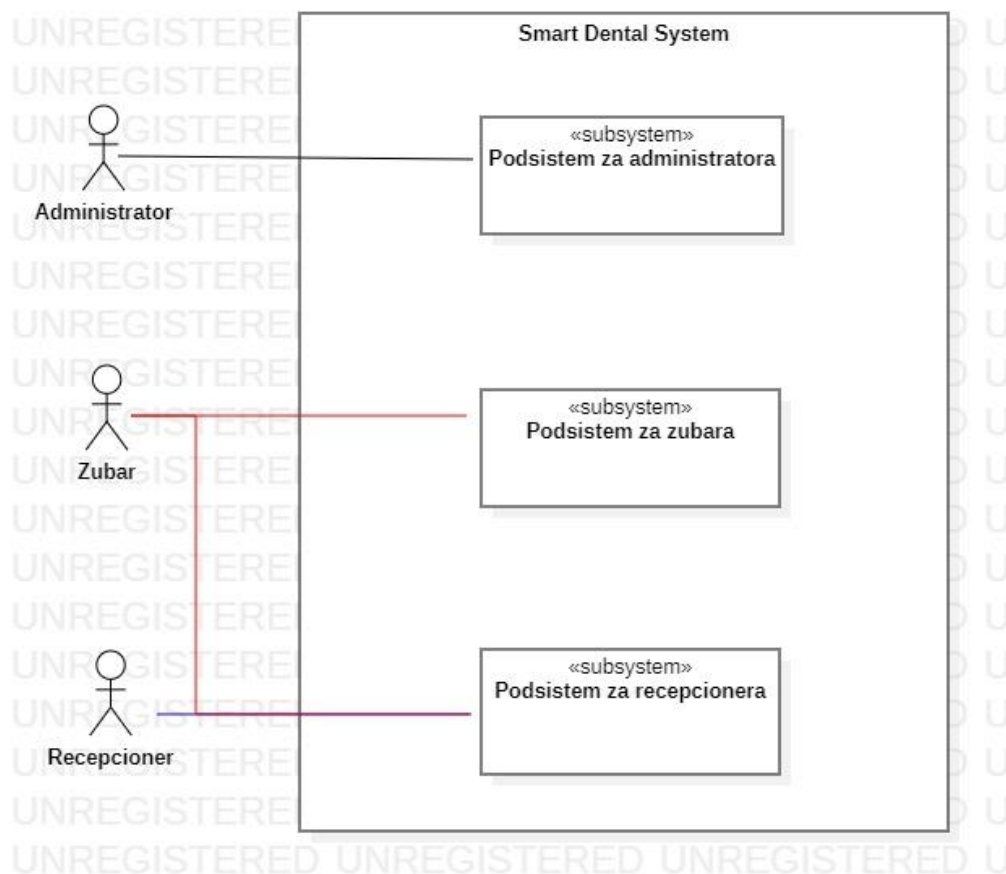 Smart Dental System
«subsystem»
Podsistem za administratora
Administrator
«subsystem»
Podsistem za zubara
Zubar
«subsystem»
Podsistem za recepcionera
Recepcioner
UNREGISTERED UNREGISTERED UNREGISTERED U